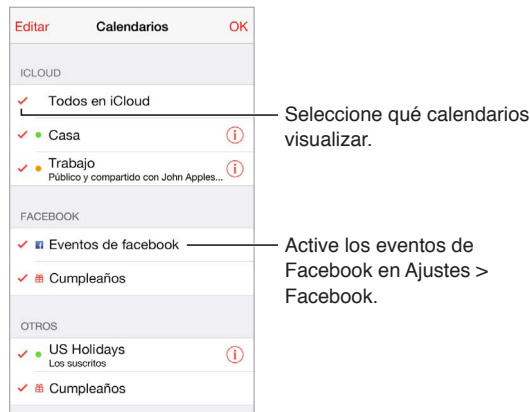 Editar Calendarios OK
ICLOUD
Todos en iCloud
Casa
Trabajo
Público y compartido con John Apples...
FACEBOOK
Eventos de facebook
Cumpleaños
OTROS
US Holidays
Los suscritos
Cumpleaños
Seleccione qué calendarios
visualizar.
Active los eventos de
Facebook en Ajustes >
Facebook.